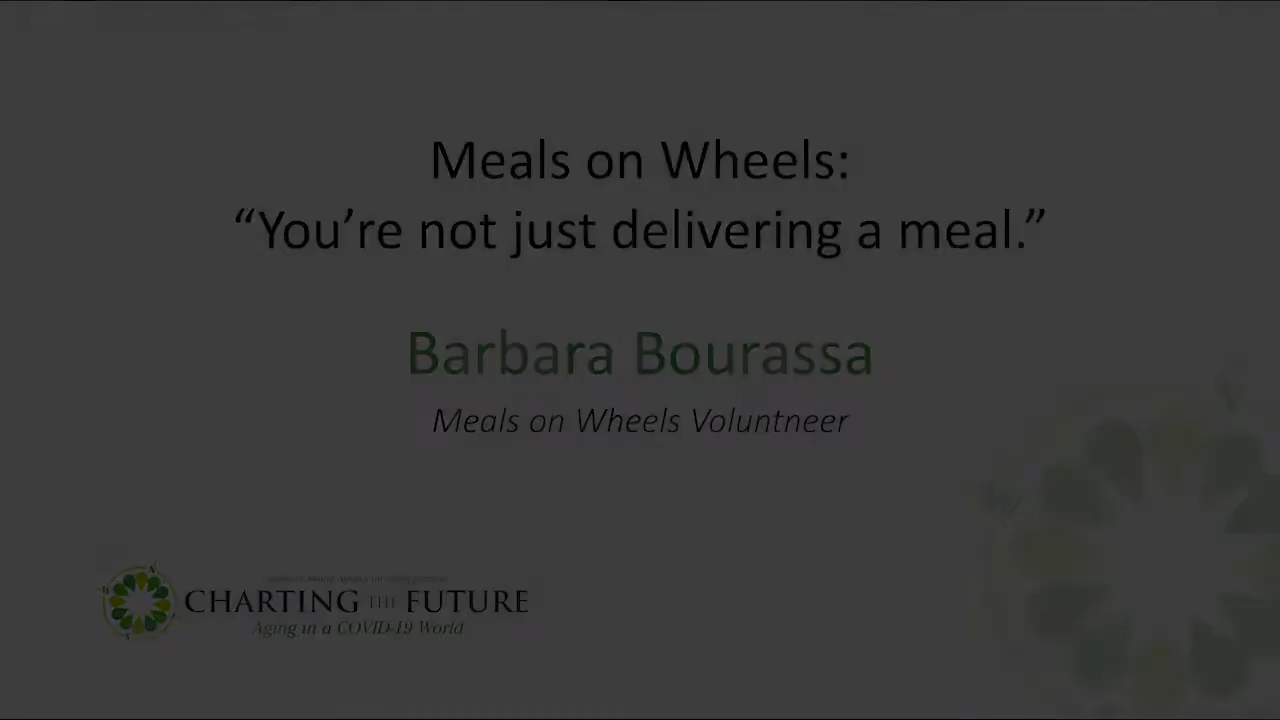 Meals on Wheels:
“You’re not just delivering a meal.”
Barbara Bourassa
Meals on Wheels Voluntneer
CHARTING THE FUTURE
Aging in a COVID-19 World